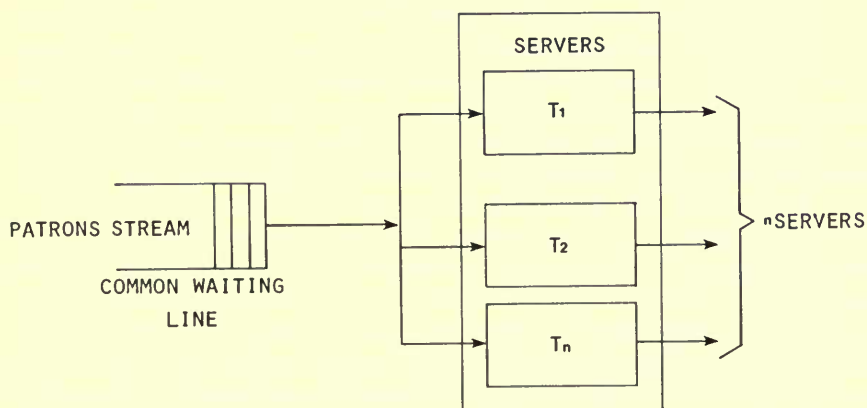 SERVERS
T1
PATRONS STREAM
T2
nSERVERS
COMMON WAITING
LINE
Tn